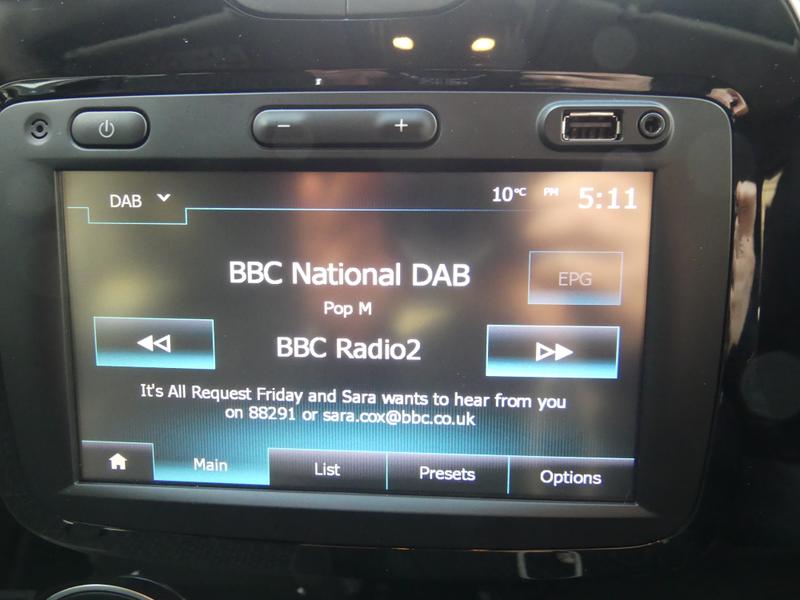 − +
DAB 10°C PM 5:11
BBC National DAB
EPG
Pop M
BBC Radio2
It's All Request Friday and Sara wants to hear from you
on 88291 or sara.cox@bbc.co.uk
Main List Presets Options